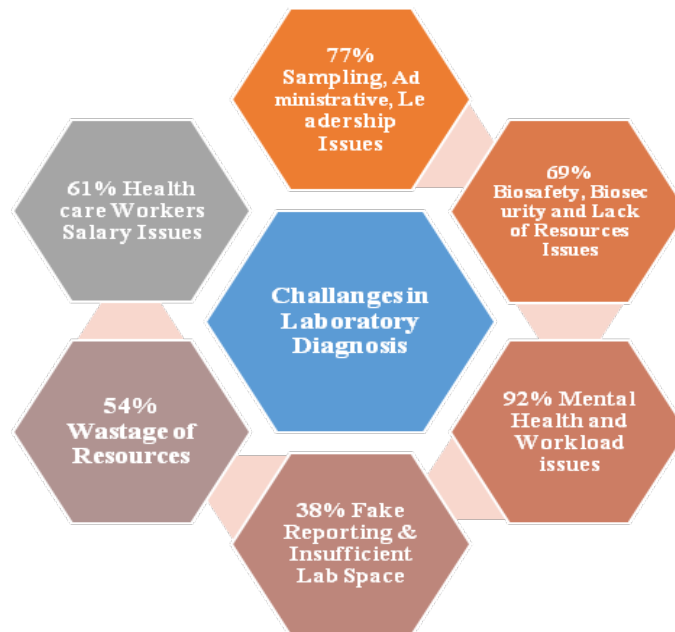 77%
Sampling, Ad
ministrative, Le
adership
Issues
69%
Biosafety, Biosec
urity and Lack
of Resources
Issues
92% Mental
Health and
Workload
issues
38% Fake
Reporting &
Insufficient
Lab Space
54%
Wastage of
Resources
61% Health
care Workers
Salary Issues
Challanges in
Laboratory
Diagnosis